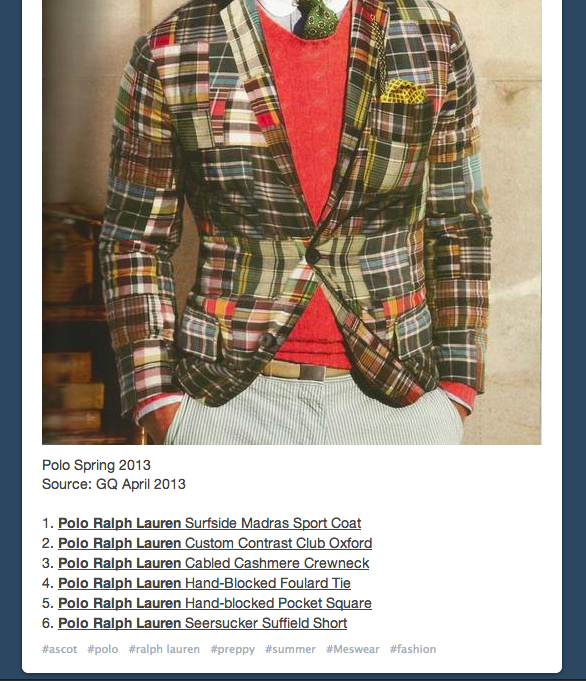 Polo Spring 2013
Source: GQ April 2013
1. Polo Ralph Lauren Surfside Madras Sport Coat
2. Polo Ralph Lauren Custom Contrast Club Oxford
3. Polo Ralph Lauren Cabled Cashmere Crewneck
4. Polo Ralph Lauren Hand-Blocked Foulard Tie
5. Polo Ralph Lauren Hand-blocked Pocket Square
6. Polo Ralph Lauren Seersucker Suffield Short
#ascot #polo #ralph lauren #preppy #summer #Meswear #fashion